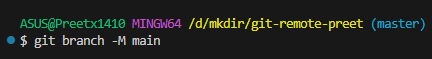 ASUS@Preetx1410 MINGW64 /d/mkdir/git-remote-preet (master)
$ git branch -M main